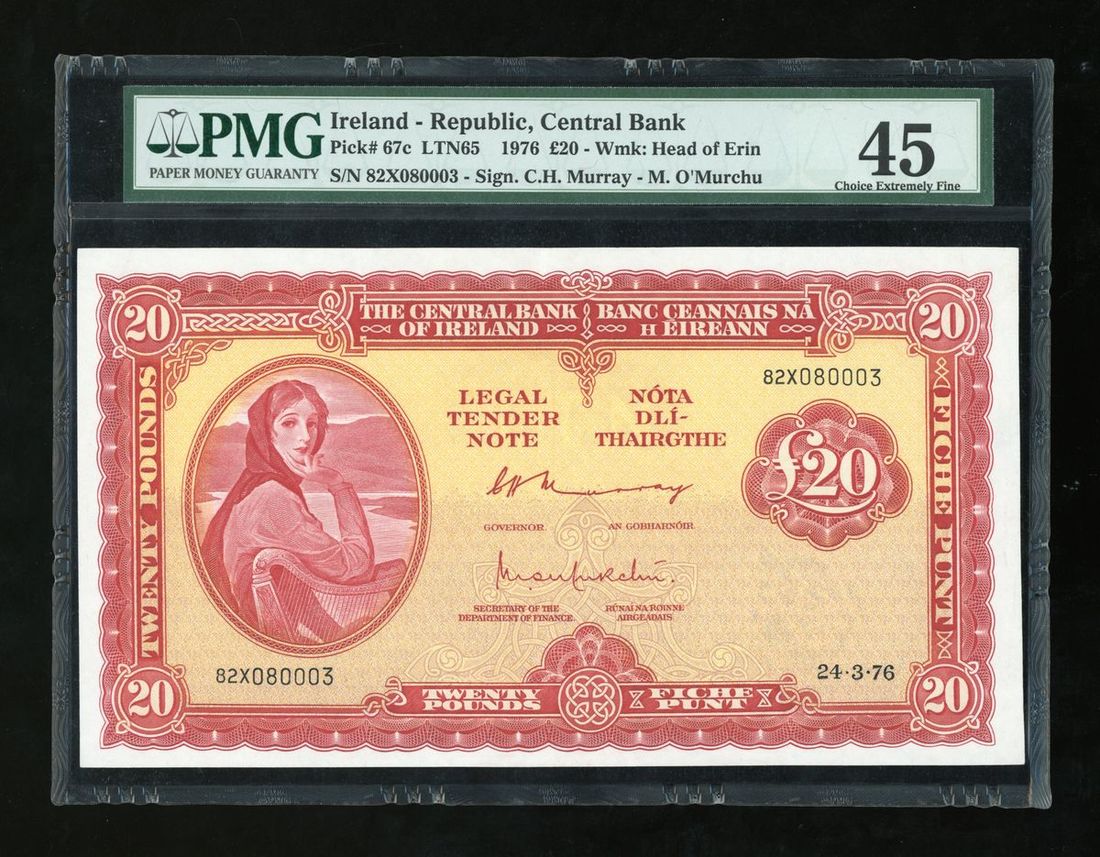 PMG
PAPER MONEY GUARANTY
Ireland - Republic, Central Bank
Pick# 67c LTN65 1976 £20 - Wmk: Head of Erin
S/N 82X080003 - Sign. C.H. Murray - M. O'Murchu
45
Choice Extremely Fine
20
20
THE CENTRAL BANK
OF IRELAND
BANC CEANNAIS NA
H ÉIREANN
TWENTY POUNDS
FICHE PUNT
LEGAL
TENDER
NOTE
NÓTA
DLÍ-
THAIRGTHE
82X080003
£20
C H Murray
GOVERNOR.
AN GOBHARNÓIR
SECRETARY OF THE
DEPARTMENT OF FINANCE.
RÚNAÍ NA ROINNE
AIRGEADAIS
82X080003
24·3·76
20
TWENTY
POUNDS
FICHE
PUNT
20